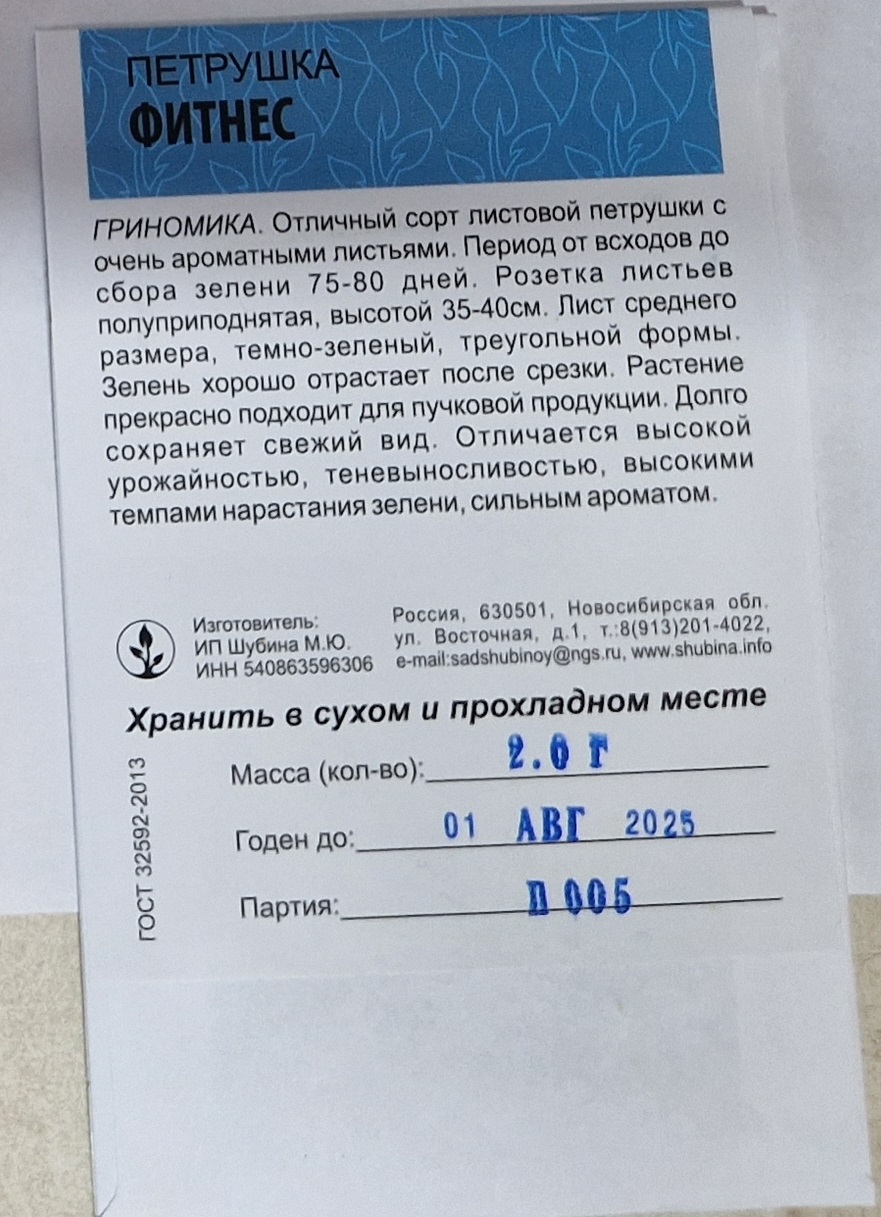 ПЕТРУШКА
ФИТНЕС
ГРИНОМИКА. Отличный сорт листовой петрушки с
очень ароматными листьями. Период от всходов до
сбора зелени 75-80 дней. Розетка листьев
полуприподнятая, высотой 35-40см. Лист среднего
размера, темно-зеленый, треугольной формы.
Зелень хорошо отрастает после срезки. Растение
прекрасно подходит для пучковой продукции. Долго
сохраняет свежий вид. Отличается высокой
урожайностью, теневыносливостью, высокими
темпами нарастания зелени, сильным ароматом.
Изготовитель:
ИП Шубина М.Ю.
ИНН 540863596306
Россия, 630501, Новосибирская обл.
ул. Восточная, д.1, т.:8(913)201-4022,
e-mail:sadshubinoy@ngs.ru, www.shubina.info
Хранить в сухом и прохладном месте
ГОСТ 32592-2013
Масса (кол-во): 2.0 Г
Годен до: 01 АВГ 2025
Партия: П 005